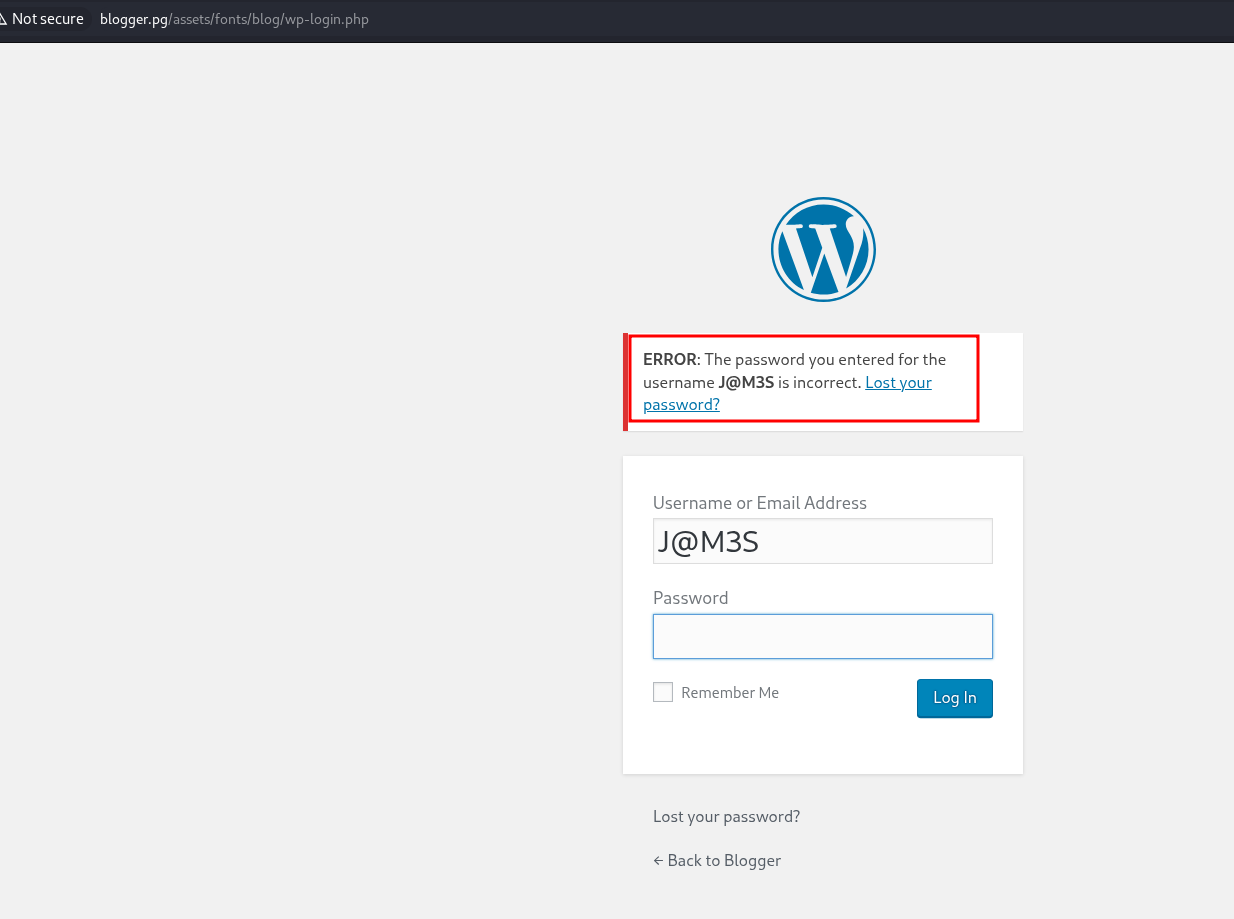 Not secure blogger.pg/assets/fonts/blog/wp-login.php
ERROR: The password you entered for the
username J@M3S is incorrect. Lost your
password?
Username or Email Address
J@M3S
Password
Remember Me
Log In
Lost your password?
← Back to Blogger